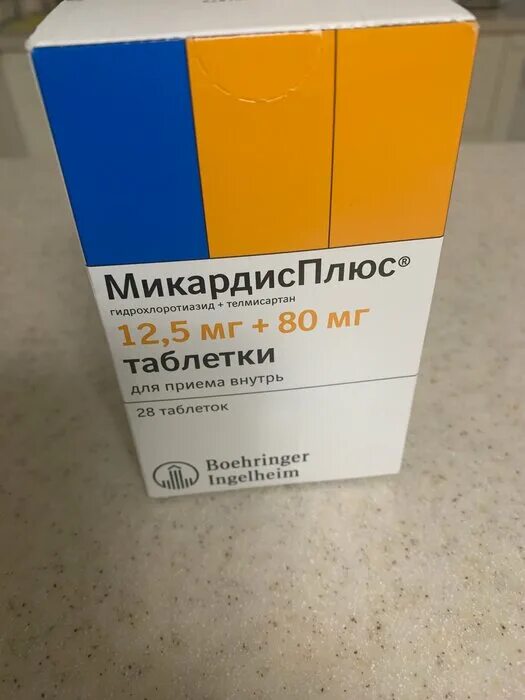 МикардисПлюс®
гидрохлоротиазид + телмисартан
12,5 мг + 80 мг
таблетки
для приема внутрь
28 таблеток
Boehringer
Ingelheim